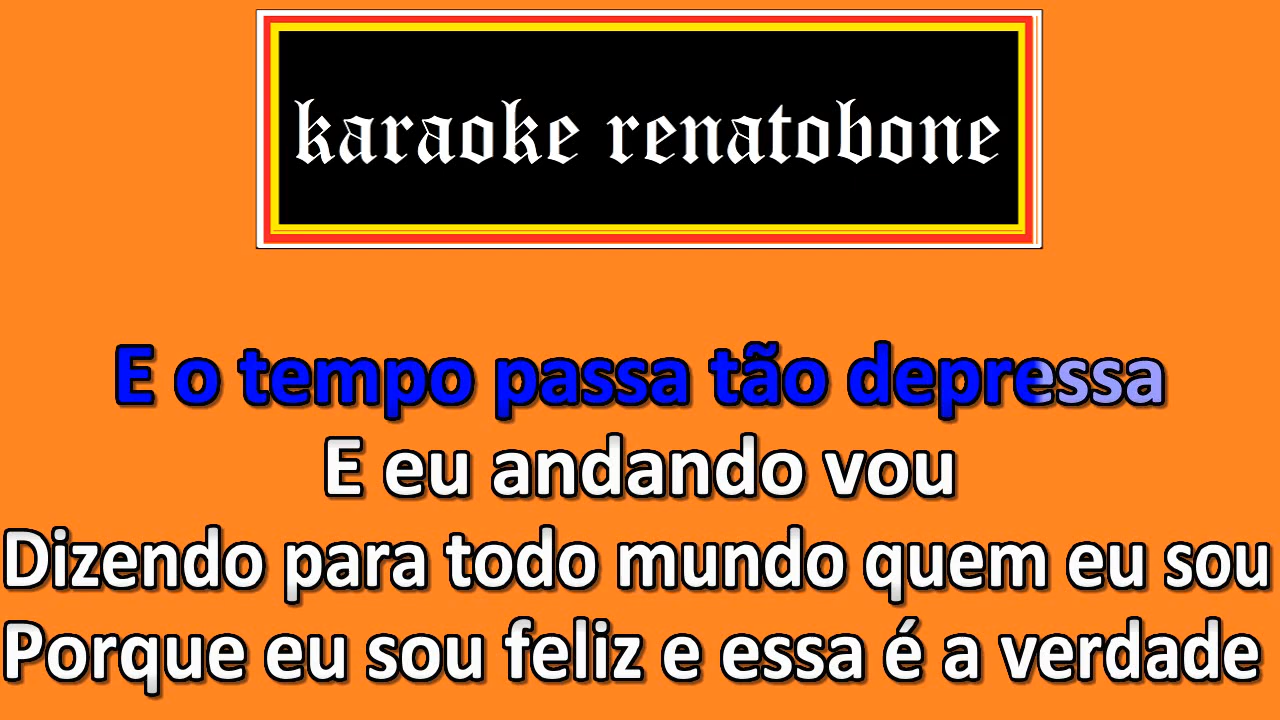 karaoke renatobone
E o tempo passa tão depressa
E eu andando vou
Dizendo para todo mundo quem eu sou
Porque eu sou feliz e essa é a verdade